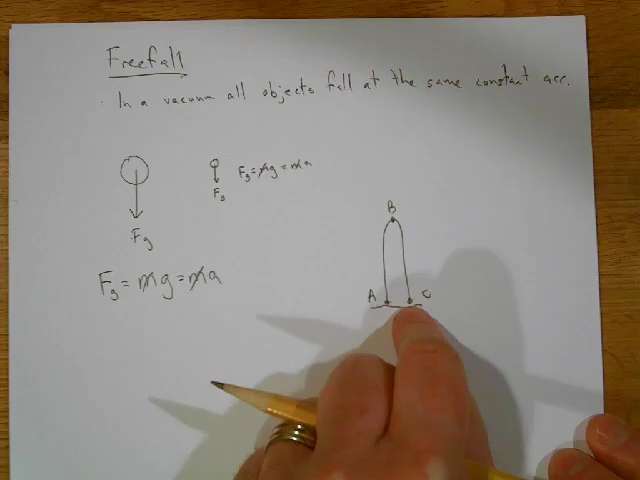 Freefall
· In a vacuum all objects fall at the same constant acc.
Fg
Fg
Fg=mg=ma
Fg=mg=ma
B
A
C